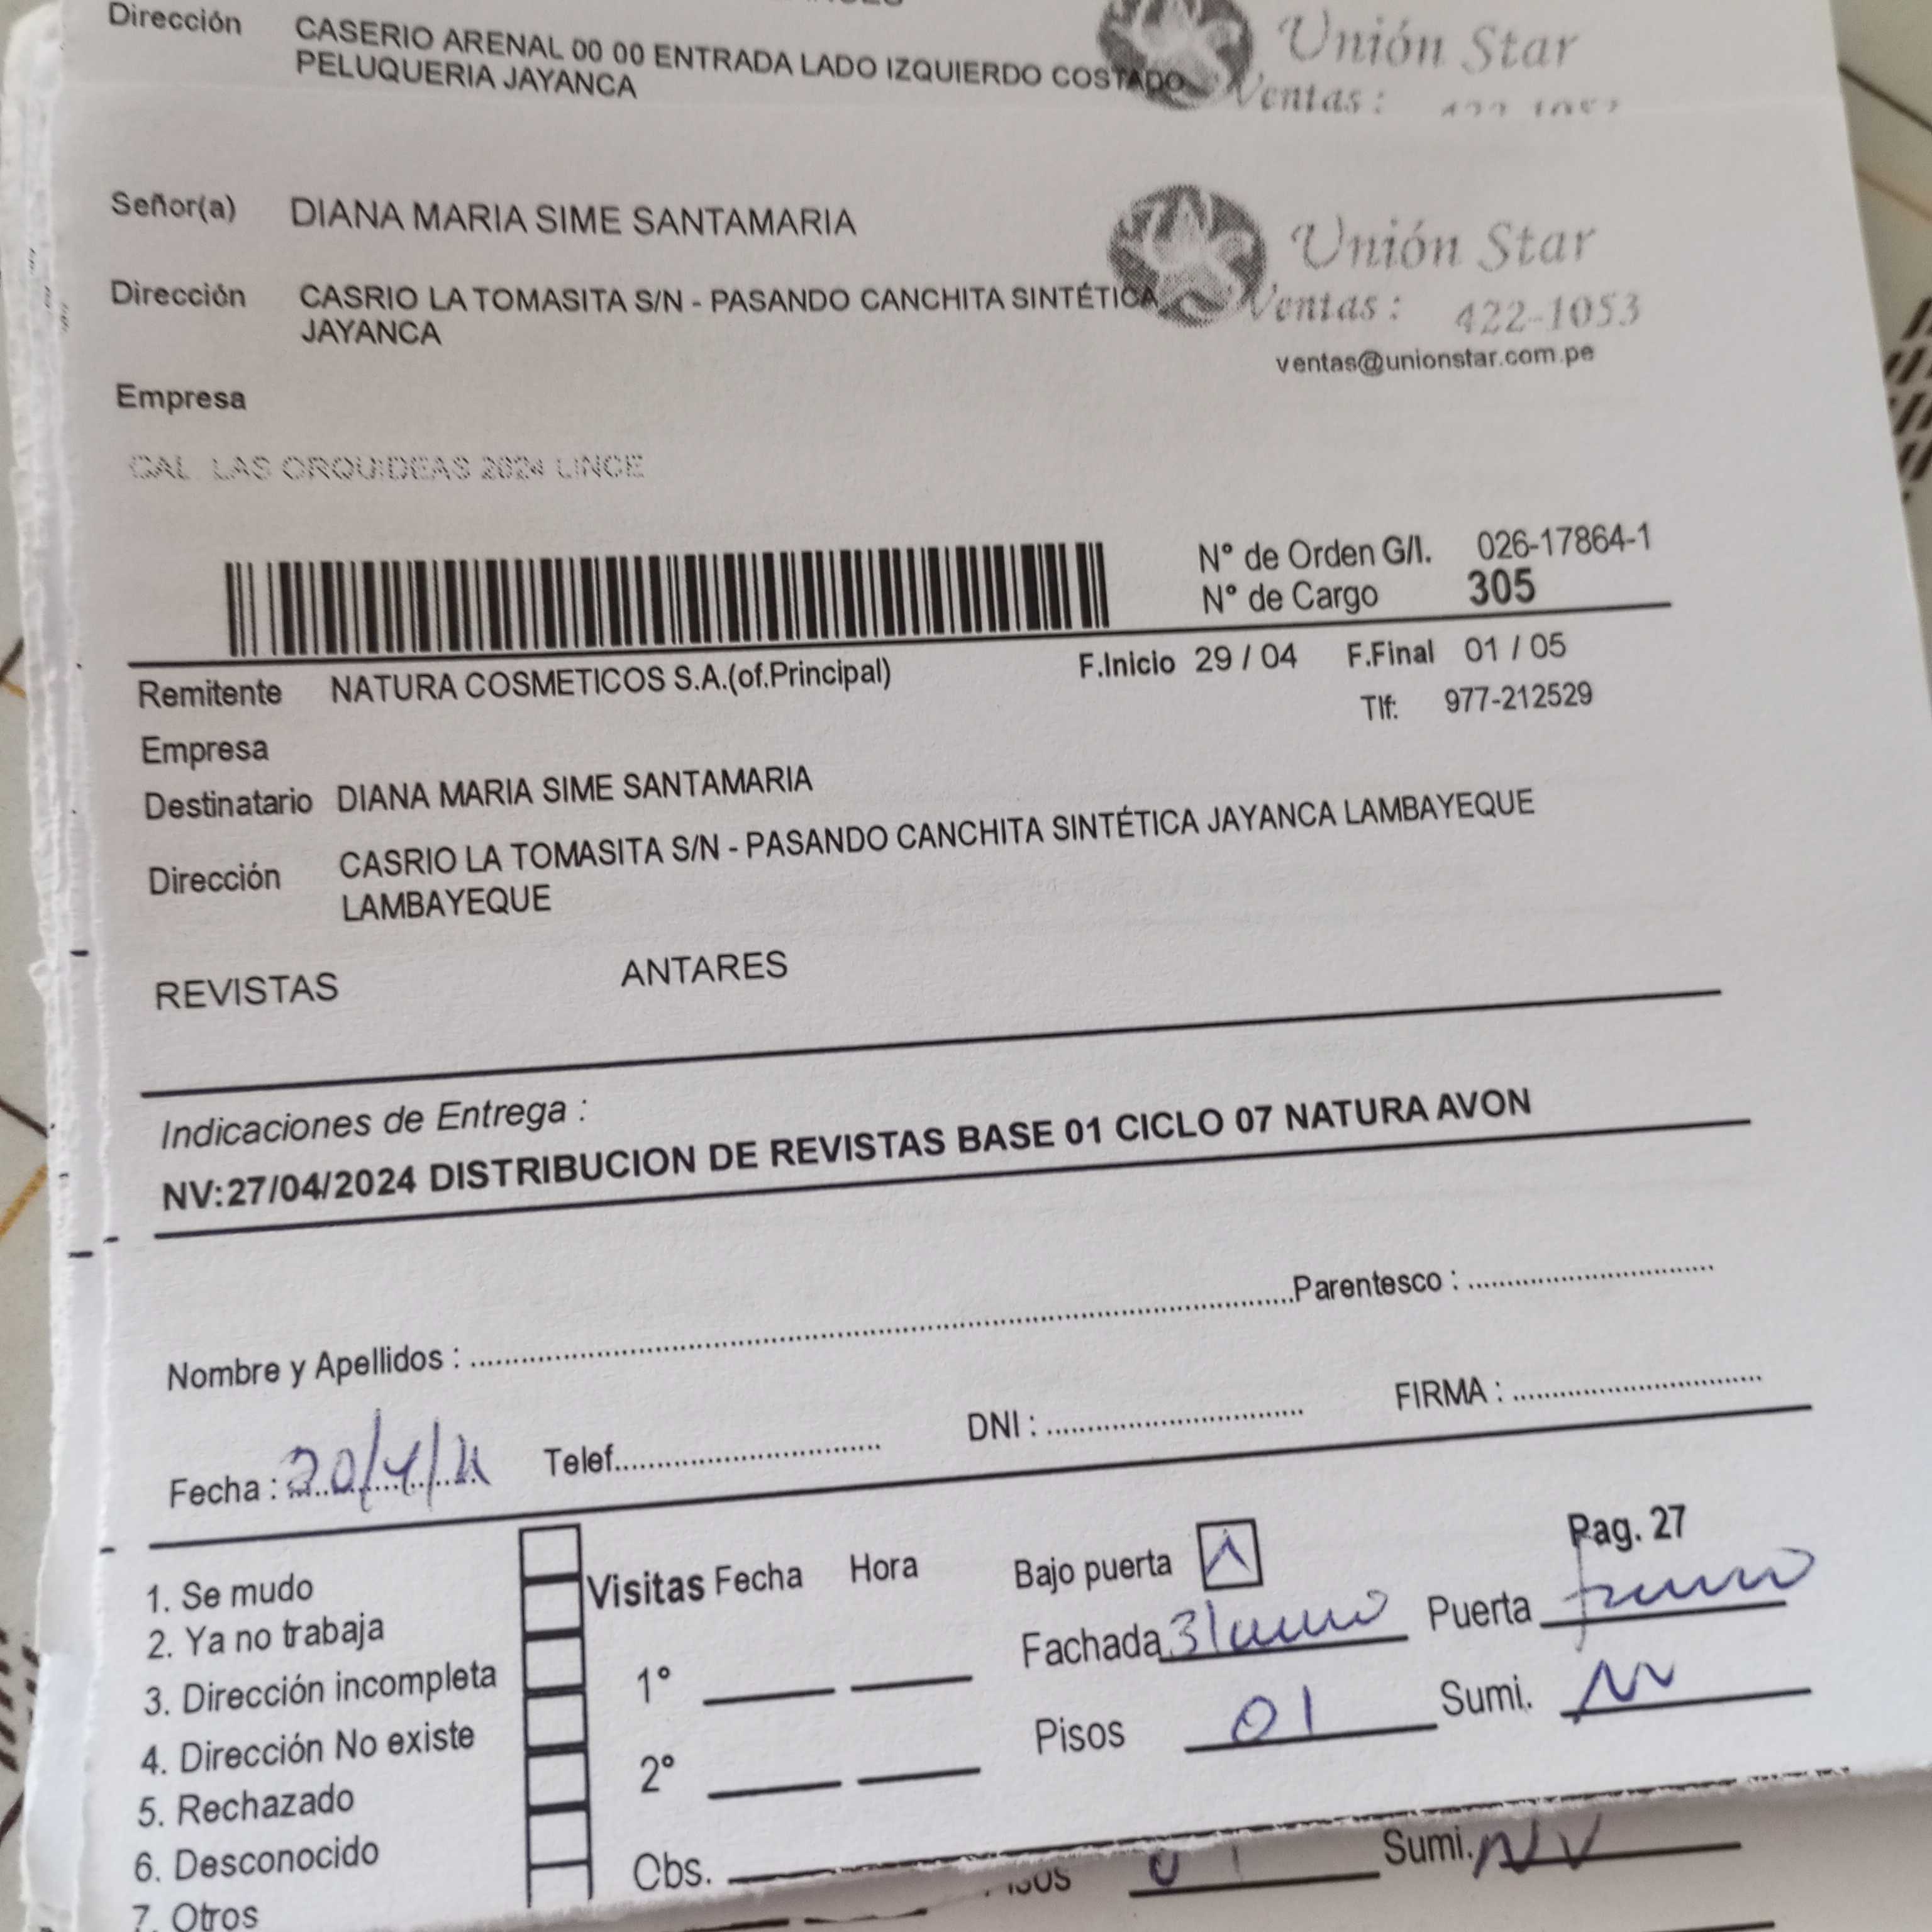 Dirección CASERIO ARENAL 00 00 ENTRADA LADO IZQUIERDO COSTADO
PELUQUERIA JAYANCA
Unión Star
Ventas :
Señor(a) DIANA MARIA SIME SANTAMARIA
Unión Star
Dirección CASRIO LA TOMASITA S/N - PASANDO CANCHITA SINTÉTICA
JAYANCA
Ventas : 422-1053
ventas@unionstar.com.pe
Empresa
CAL LAS ORQUIDEAS 2024 LINCE
N° de Orden G/I. 026-17864-1
N° de Cargo 305
Remitente NATURA COSMETICOS S.A.(of.Principal) F.Inicio 29 / 04 F.Final 01 / 05
Tlf: 977-212529
Empresa
Destinatario DIANA MARIA SIME SANTAMARIA
Dirección CASRIO LA TOMASITA S/N - PASANDO CANCHITA SINTÉTICA JAYANCA LAMBAYEQUE
LAMBAYEQUE
REVISTAS ANTARES
Indicaciones de Entrega :
NV:27/04/2024 DISTRIBUCION DE REVISTAS BASE 01 CICLO 07 NATURA AVON
Nombre y Apellidos : Parentesco :
Fecha : Telef. DNI : FIRMA :
Pag. 27
1. Se mudo
2. Ya no trabaja
3. Dirección incompleta
4. Dirección No existe
5. Rechazado
6. Desconocido
7. Otros
Visitas Fecha Hora
1°
2°
Obs.
Bajo puerta
Fachada Puerta
Pisos 01 Sumi.
Sumi. NV